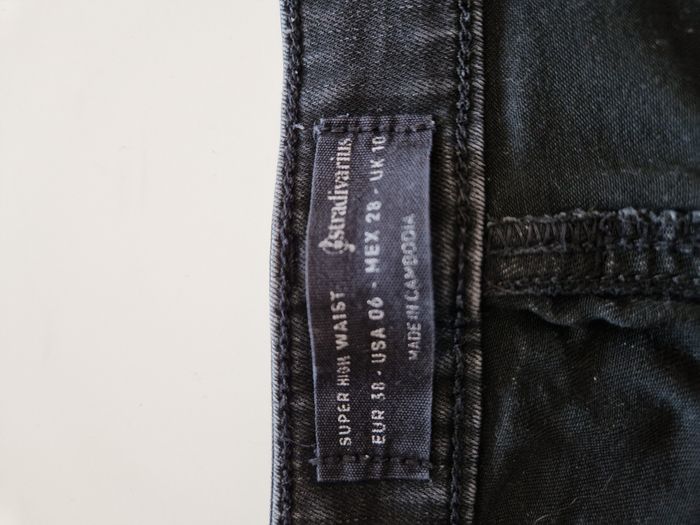 SUPER HIGH WAIST stradivarius
EUR 38 - USA 06 - MEX 28 - UK 10
MADE IN CAMBODIA